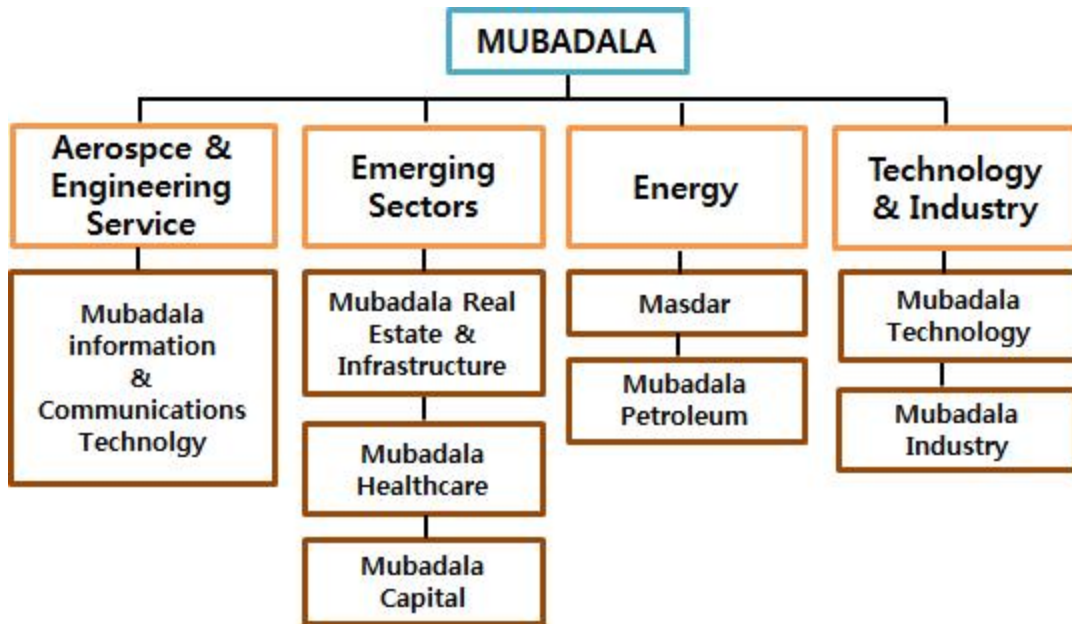 MUBADALA
Aerospce &
Engineering
Service
Emerging
Sectors
Energy
Technology
& Industry
Mubadala
information
&
Communications
Technolgy
Mubadala Real
Estate &
Infrastructure
Mubadala
Healthcare
Mubadala
Capital
Masdar
Mubadala
Petroleum
Mubadala
Technology
Mubadala
Industry